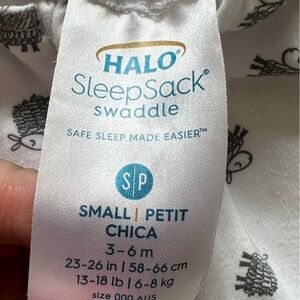 HALO®
SleepSack®
swaddle
SAFE SLEEP MADE EASIER™
S|P
SMALL | PETIT
CHICA
3-6 m
23-26 in | 58-66 cm
13-18 lb | 6-8 kg
size 000 AUS